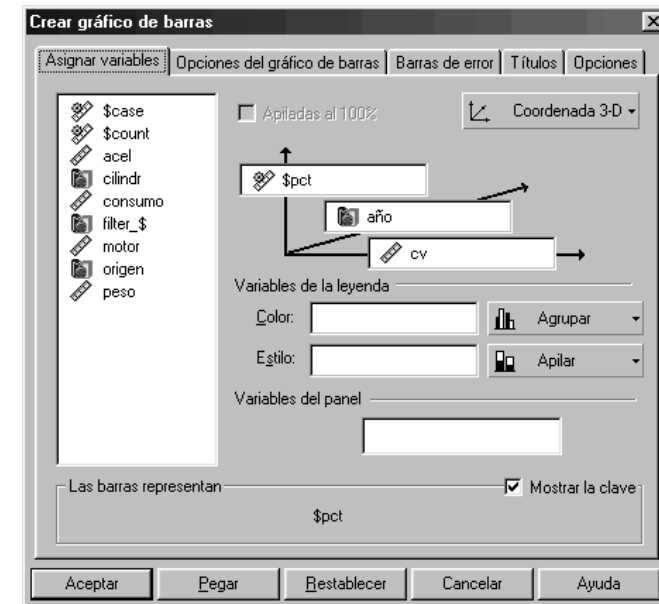 Crear gráfico de barras
Asignar variables
Opciones del gráfico de barras
Barras de error
Títulos
Opciones
$case
$count
acel
cilindr
consumo
filter_$
motor
origen
peso
Apiladas al 100%
Coordenada 3-D
$pct
año
cv
Variables de la leyenda
Color:
Agrupar
Estilo:
Apilar
Variables del panel
Las barras representan
Mostrar la clave
$pct
Aceptar
Pegar
Restablecer
Cancelar
Ayuda